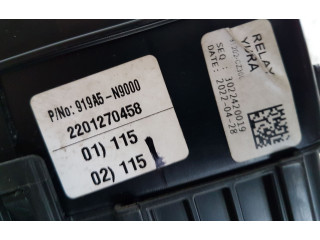 P/No: 919A5-N9000
2201270458
01) 115
02) 115
RELAY
YURA
SEQ : 3022420019
DATE: 2022-04-28